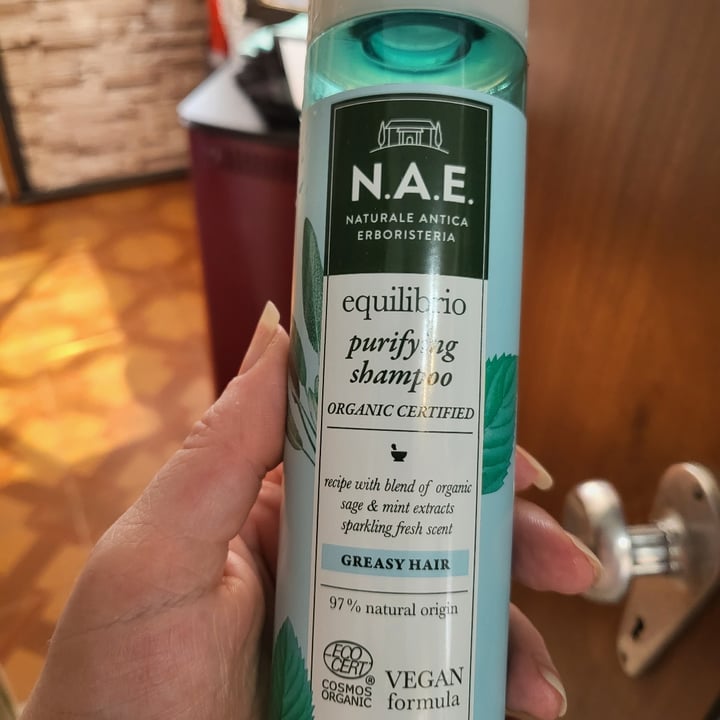 N.A.E.
NATURALE ANTICA
ERBORISTERIA
equilibrio
purifying
shampoo
ORGANIC CERTIFIED
recipe with blend of organic
sage & mint extracts
sparkling fresh scent
GREASY HAIR
97% natural origin
ECO
CERT®
COSMOS
ORGANIC
VEGAN
formula